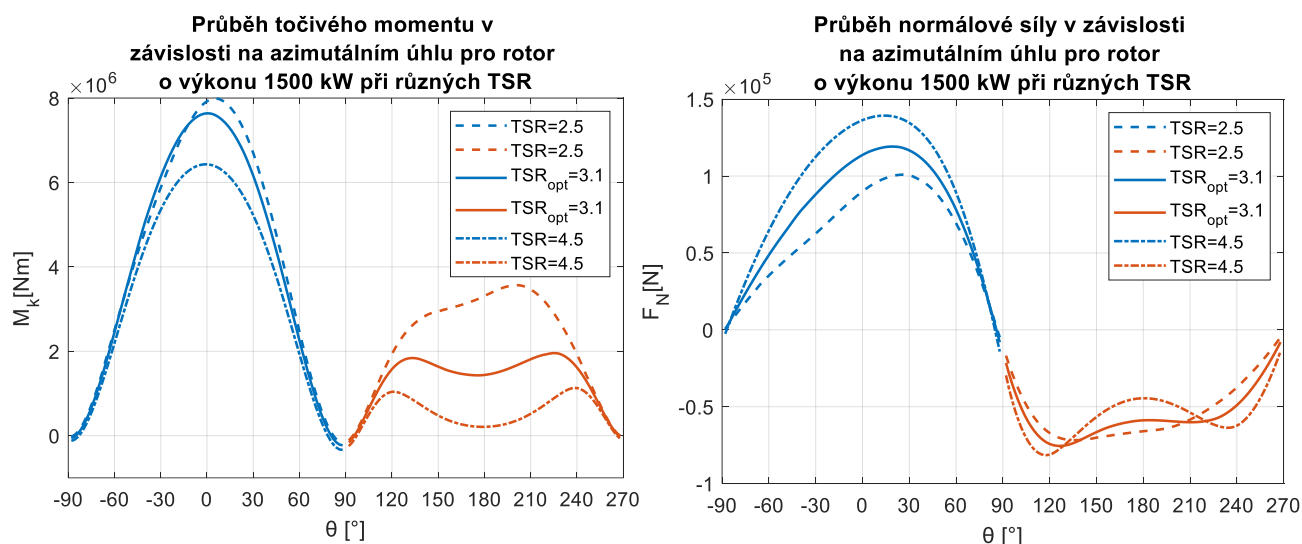 Průběh točivého momentu v
závislosti na azimutálním úhlu pro rotor
o výkonu 1500 kW při různých TSR
×10⁶
8
6
4
2
0
M_k[Nm]
-90 -60 -30 0 30 60 90 120 150 180 210 240 270
θ [°]
TSR=2.5
TSR=2.5
TSR_opt=3.1
TSR_opt=3.1
TSR=4.5
TSR=4.5
Průběh normálové síly v závislosti
na azimutálním úhlu pro rotor
o výkonu 1500 kW při různých TSR
×10⁵
1.5
1
0.5
0
-0.5
-1
F_N[N]
-90 -60 -30 0 30 60 90 120 150 180 210 240 270
θ [°]
TSR=2.5
TSR=2.5
TSR_opt=3.1
TSR_opt=3.1
TSR=4.5
TSR=4.5